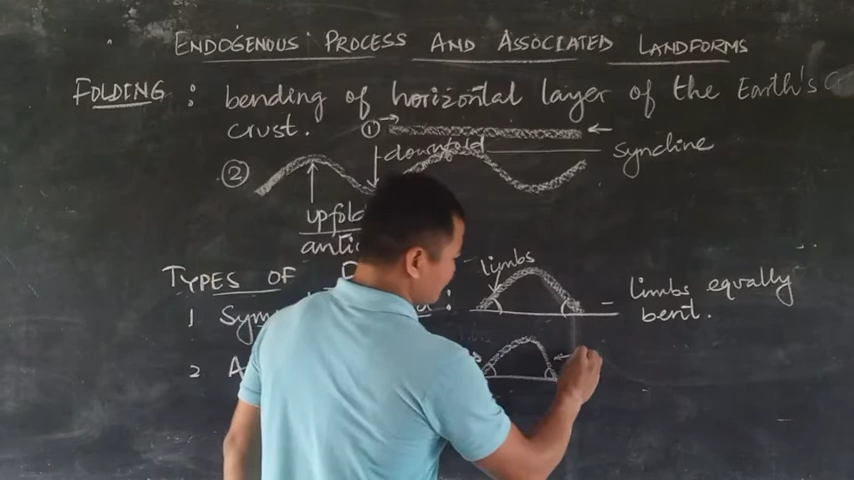 ENDOGENOUS PROCESS AND ASSOCIATED LANDFORMS
FOLDING : bending of horizontal layer of the Earth's
crust. ①
downfold
syncline
②
upfold
TYPES OF
limbs
1
:
- limbs equally
bent.
2